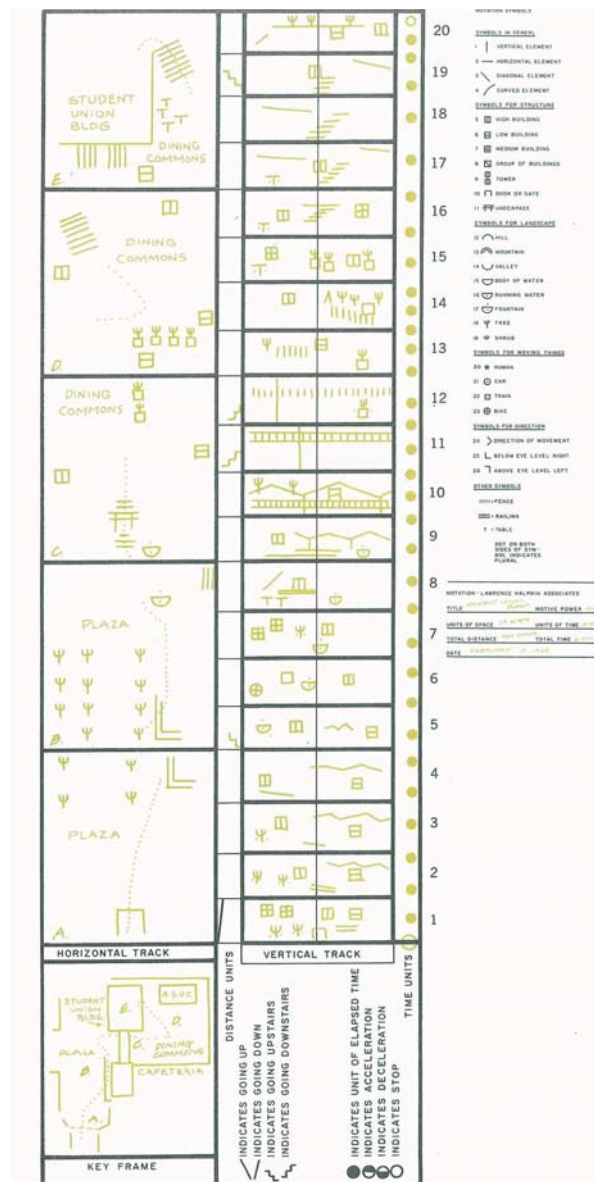 NOTATION SYMBOLS
SYMBOLS IN GENERAL
1 VERTICAL ELEMENT
2 HORIZONTAL ELEMENT
3 DIAGONAL ELEMENT
4 CURVED ELEMENT
SYMBOLS FOR STRUCTURE
5 HIGH BUILDING
6 LOW BUILDING
7 MEDIUM BUILDING
8 GROUP OF BUILDINGS
9 TOWER
10 DOOR OR GATE
11 UNDERPASS
SYMBOLS FOR LANDSCAPE
12 HILL
13 MOUNTAIN
14 VALLEY
15 BODY OF WATER
16 RUNNING WATER
17 FOUNTAIN
18 TREE
19 SHRUB
SYMBOLS FOR MOVING THINGS
20 HUMAN
21 CAR
22 TRAIN
23 BIKE
SYMBOLS FOR DIRECTION
24 DIRECTION OF MOVEMENT
25 BELOW EYE LEVEL RIGHT
26 ABOVE EYE LEVEL LEFT
OTHER SYMBOLS
= FENCE
= RAILING
T = TABLE
DOT ON BOTH
SIDES OF SYM-
BOL INDICATES
PLURAL
NOTATION - LAWRENCE HALPRIN ASSOCIATES
TITLE
MOTIVE POWER
UNITS OF SPACE
UNITS OF TIME
TOTAL DISTANCE
TOTAL TIME
DATE
20
19
18
17
16
15
14
13
12
11
10
9
8
7
6
5
4
3
2
1
STUDENT
UNION
BLDG
DINING
COMMONS
E.
DINING
COMMONS
D.
DINING
COMMONS
C.
PLAZA
B.
PLAZA
A.
HORIZONTAL TRACK
VERTICAL TRACK
DISTANCE UNITS
TIME UNITS
STUDENT
UNION
BLDG.
E.
A.S.U.C.
D.
C.
DINING
COMMONS
PLAZA
B
CAFETERIA
A
KEY FRAME
INDICATES GOING UP
INDICATES GOING DOWN
INDICATES GOING UPSTAIRS
INDICATES GOING DOWNSTAIRS
INDICATES UNIT OF ELAPSED TIME
INDICATES ACCELERATION
INDICATES DECELERATION
INDICATES STOP